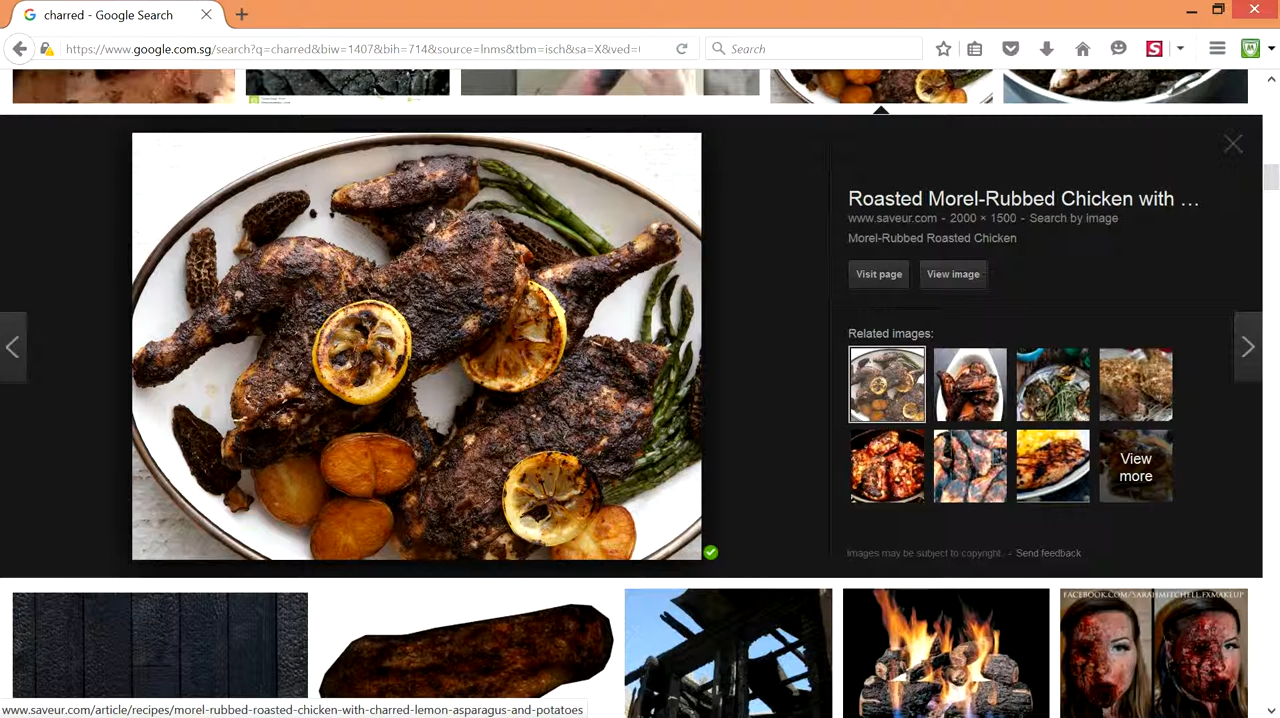 charred - Google Search
https://www.google.com.sg/search?q=charred&biw=1407&bih=714&source=lnms&tbm=isch&sa=X&ved=
Search
Roasted Morel-Rubbed Chicken with ...
www.saveur.com - 2000 × 1500 - Search by image
Morel-Rubbed Roasted Chicken
Visit page
View image
Related images:
View
more
Images may be subject to copyright. - Send feedback
FACEBOOK.COM/SARAHMITCHELL.FXMAKEUP
www.saveur.com/article/recipes/morel-rubbed-roasted-chicken-with-charred-lemon-asparagus-and-potatoes